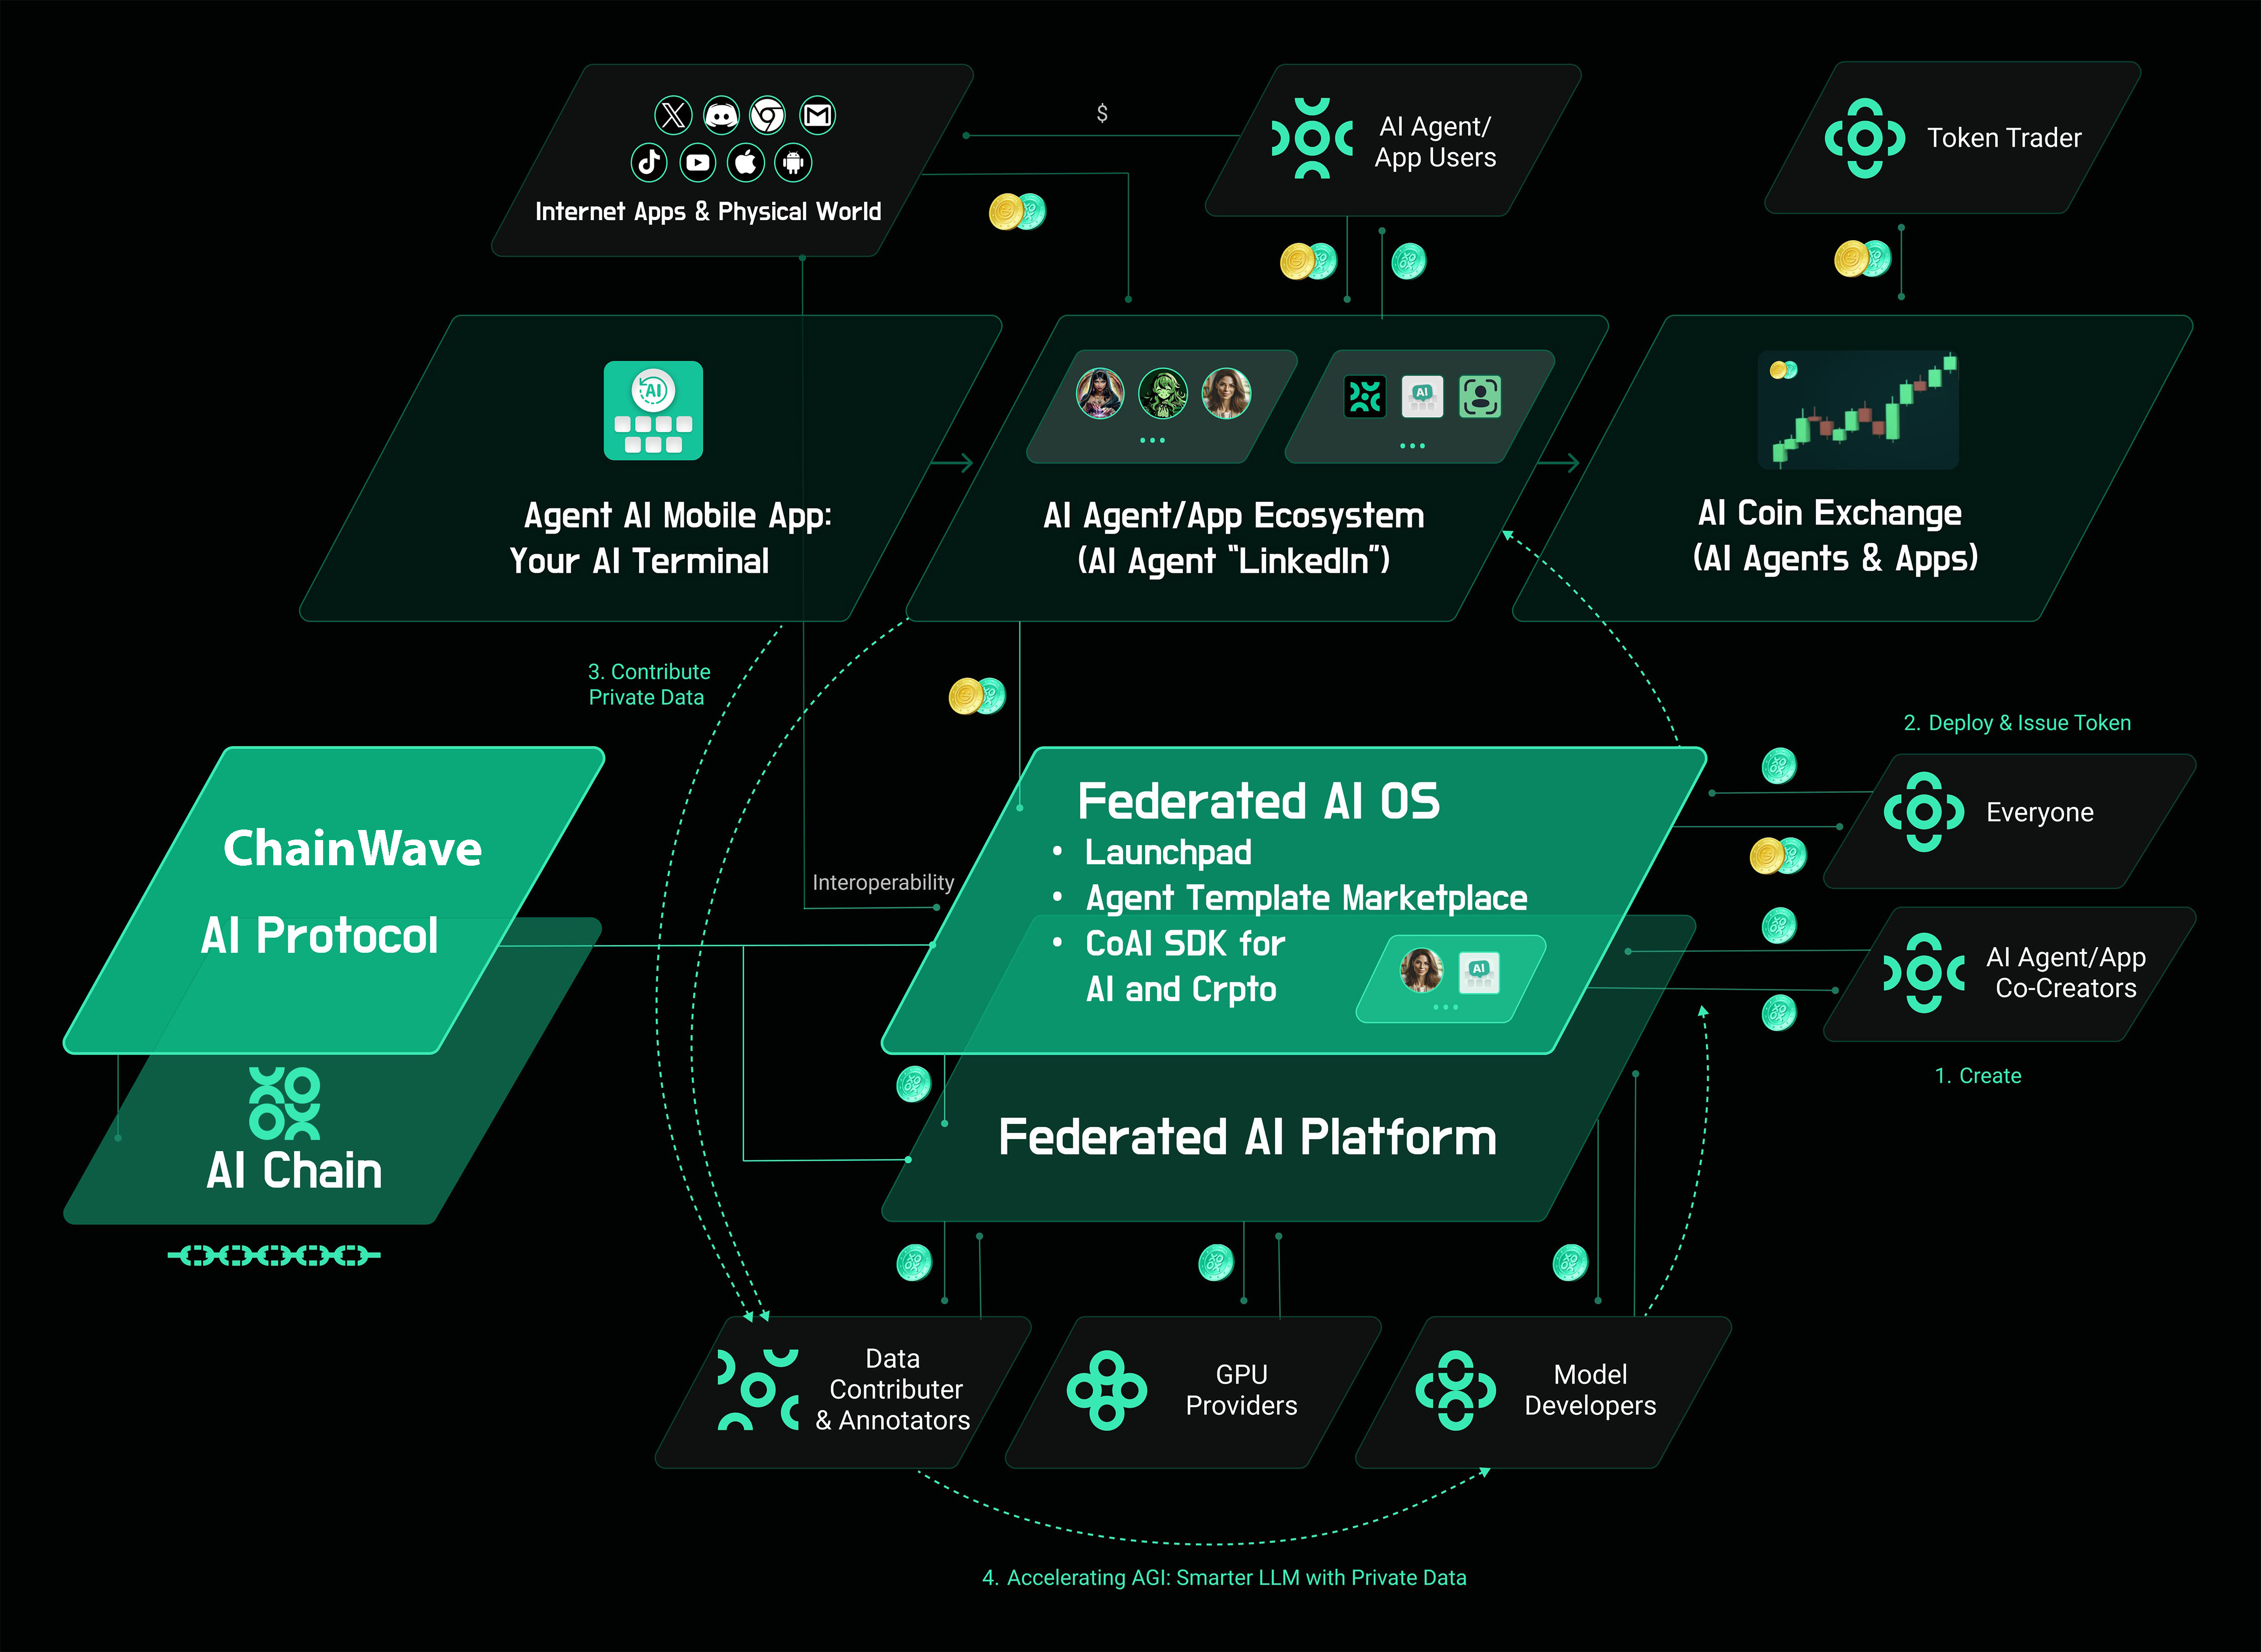 $
AI Agent/
App Users
Token Trader
Internet Apps & Physical World
AI
AI
Agent AI Mobile App:
Your AI Terminal
AI Agent/App Ecosystem
(AI Agent “LinkedIn”)
AI Coin Exchange
(AI Agents & Apps)
3. Contribute
Private Data
2. Deploy & Issue Token
ChainWave
AI Protocol
Federated AI OS
• Launchpad
• Agent Template Marketplace
• CoAI SDK for
AI and Crpto
AI
Interoperability
Everyone
AI Agent/App
Co-Creators
1. Create
AI Chain
Federated AI Platform
Data
Contributer
& Annotators
GPU
Providers
Model
Developers
4. Accelerating AGI: Smarter LLM with Private Data